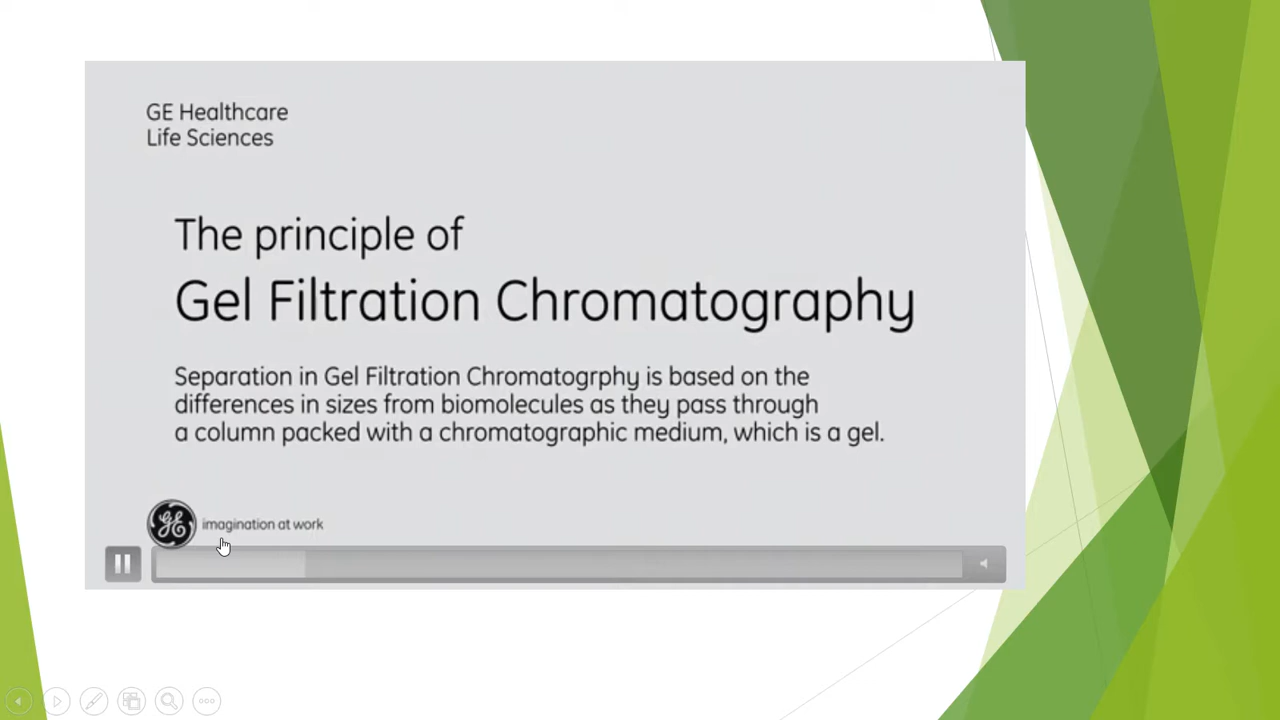 GE Healthcare
Life Sciences
The principle of
Gel Filtration Chromatography
Separation in Gel Filtration Chromatogrphy is based on the
differences in sizes from biomolecules as they pass through
a column packed with a chromatographic medium, which is a gel.
GE imagination at work